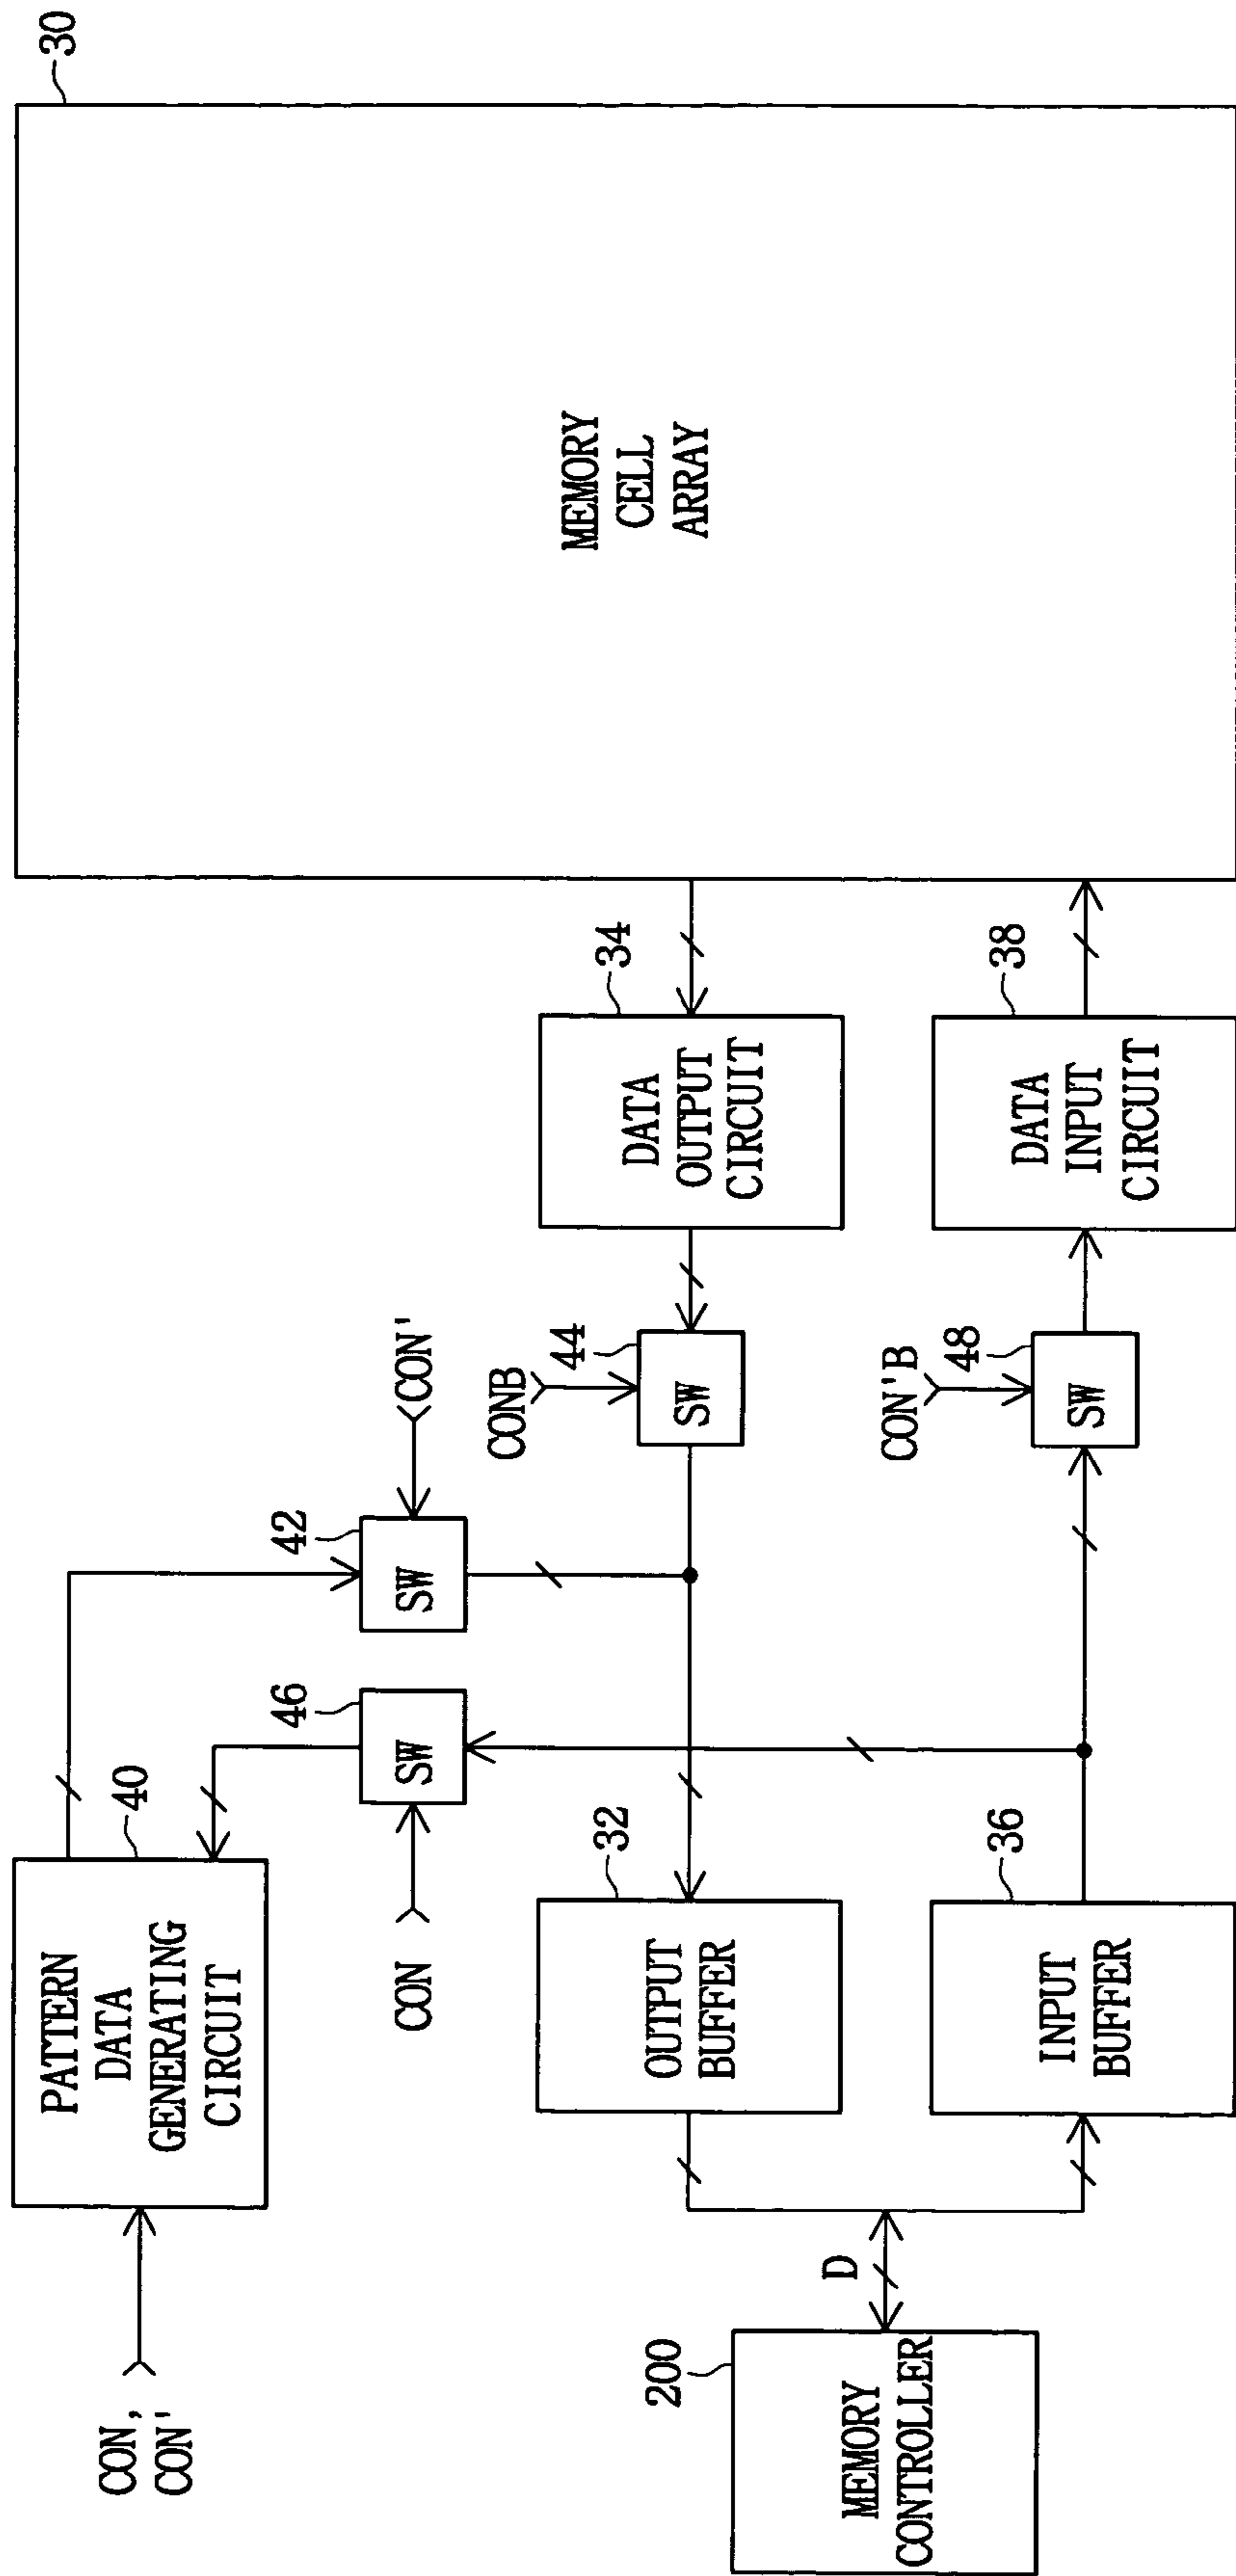 CON,
CON'
PATTERN
DATA
GENERATING
CIRCUIT
40
CON
46
SW
42
SW
CON'
200
MEMORY
CONTROLLER
D
32
OUTPUT
BUFFER
CONB
44
SW
34
DATA
OUTPUT
CIRCUIT
36
INPUT
BUFFER
CON'B
48
SW
38
DATA
INPUT
CIRCUIT
30
MEMORY
CELL
ARRAY